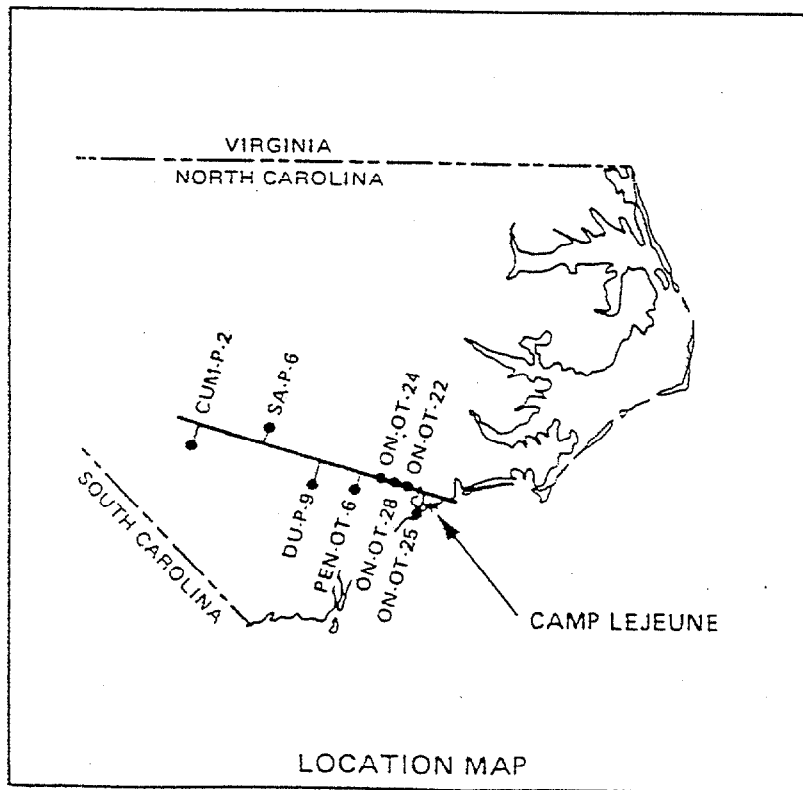 VIRGINIA
NORTH CAROLINA
CUM-P-2
SA-P-6
ON-OT-24
ON-OT-22
SOUTH CAROLINA
DU-P-9
PEN-OT-6
ON-OT-28
ON-OT-25
CAMP LEJEUNE
LOCATION MAP